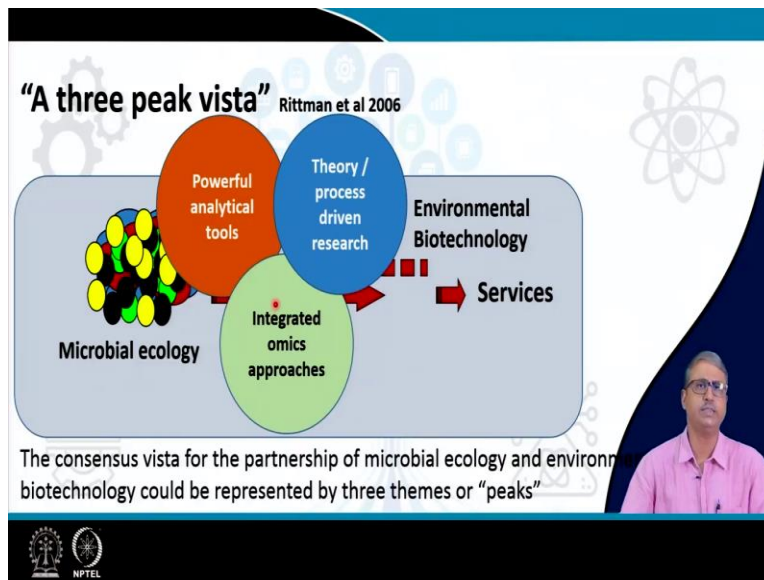 “A three peak vista” Rittman et al 2006
Powerful
analytical
tools
Theory /
process
driven
research
Environmental
Biotechnology
Services
Integrated
omics
approaches
Microbial ecology
The consensus vista for the partnership of microbial ecology and environ
biotechnology could be represented by three themes or “peaks”
NPTEL